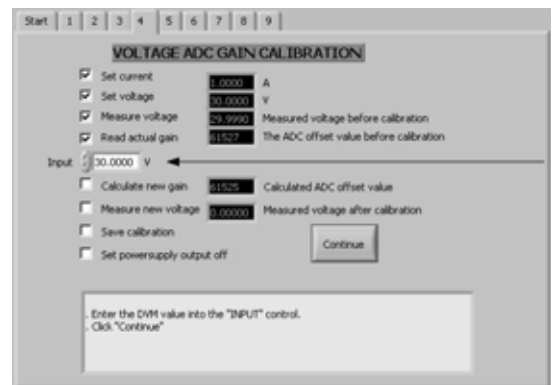 Start 1 2 3 4 5 6 7 8 9
VOLTAGE ADC GAIN CALIBRATION
Set current 1.0000 A
Set voltage 30.0000 V
Measure voltage 29.9990 Measured voltage before calibration
Read actual gain 61527 The ADC offset value before calibration
Input 30.0000 V
Calculate new gain 61525 Calculated ADC offset value
Measure new voltage 0.00000 Measured voltage after calibration
Save calibration
Continue
Set powersupply output off
. Enter the DVM value into the "INPUT" control.
. Click "Continue"